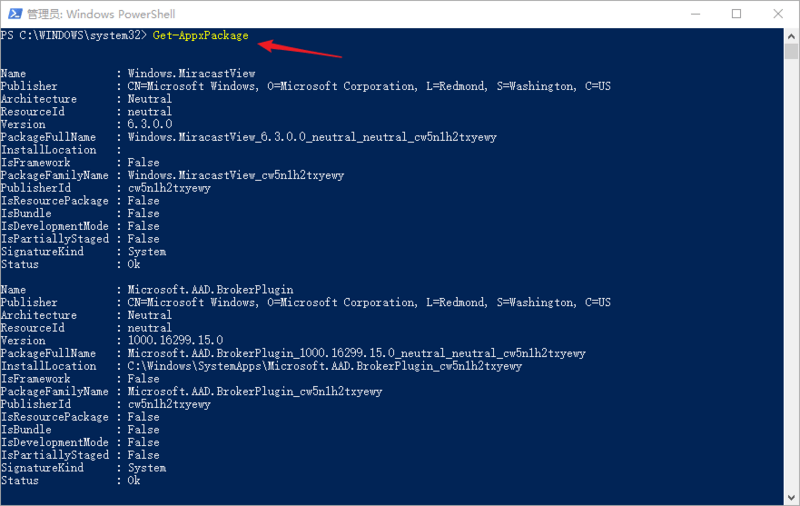 管理员: Windows PowerShell
PS C:\WINDOWS\system32> Get-AppxPackage
Name              : Windows.MiracastView
Publisher         : CN=Microsoft Windows, O=Microsoft Corporation, L=Redmond, S=Washington, C=US
Architecture      : Neutral
ResourceId        : neutral
Version           : 6.3.0.0
PackageFullName   : Windows.MiracastView_6.3.0.0_neutral_neutral_cw5n1h2txyewy
InstallLocation   :
IsFramework       : False
PackageFamilyName : Windows.MiracastView_cw5n1h2txyewy
PublisherId       : cw5n1h2txyewy
IsResourcePackage : False
IsBundle          : False
IsDevelopmentMode : False
IsPartiallyStaged : False
SignatureKind     : System
Status            : Ok
Name              : Microsoft.AAD.BrokerPlugin
Publisher         : CN=Microsoft Windows, O=Microsoft Corporation, L=Redmond, S=Washington, C=US
Architecture      : Neutral
ResourceId        : neutral
Version           : 1000.16299.15.0
PackageFullName   : Microsoft.AAD.BrokerPlugin_1000.16299.15.0_neutral_neutral_cw5n1h2txyewy
InstallLocation   : C:\Windows\SystemApps\Microsoft.AAD.BrokerPlugin_cw5n1h2txyewy
IsFramework       : False
PackageFamilyName : Microsoft.AAD.BrokerPlugin_cw5n1h2txyewy
PublisherId       : cw5n1h2txyewy
IsResourcePackage : False
IsBundle          : False
IsDevelopmentMode : False
IsPartiallyStaged : False
SignatureKind     : System
Status            : Ok